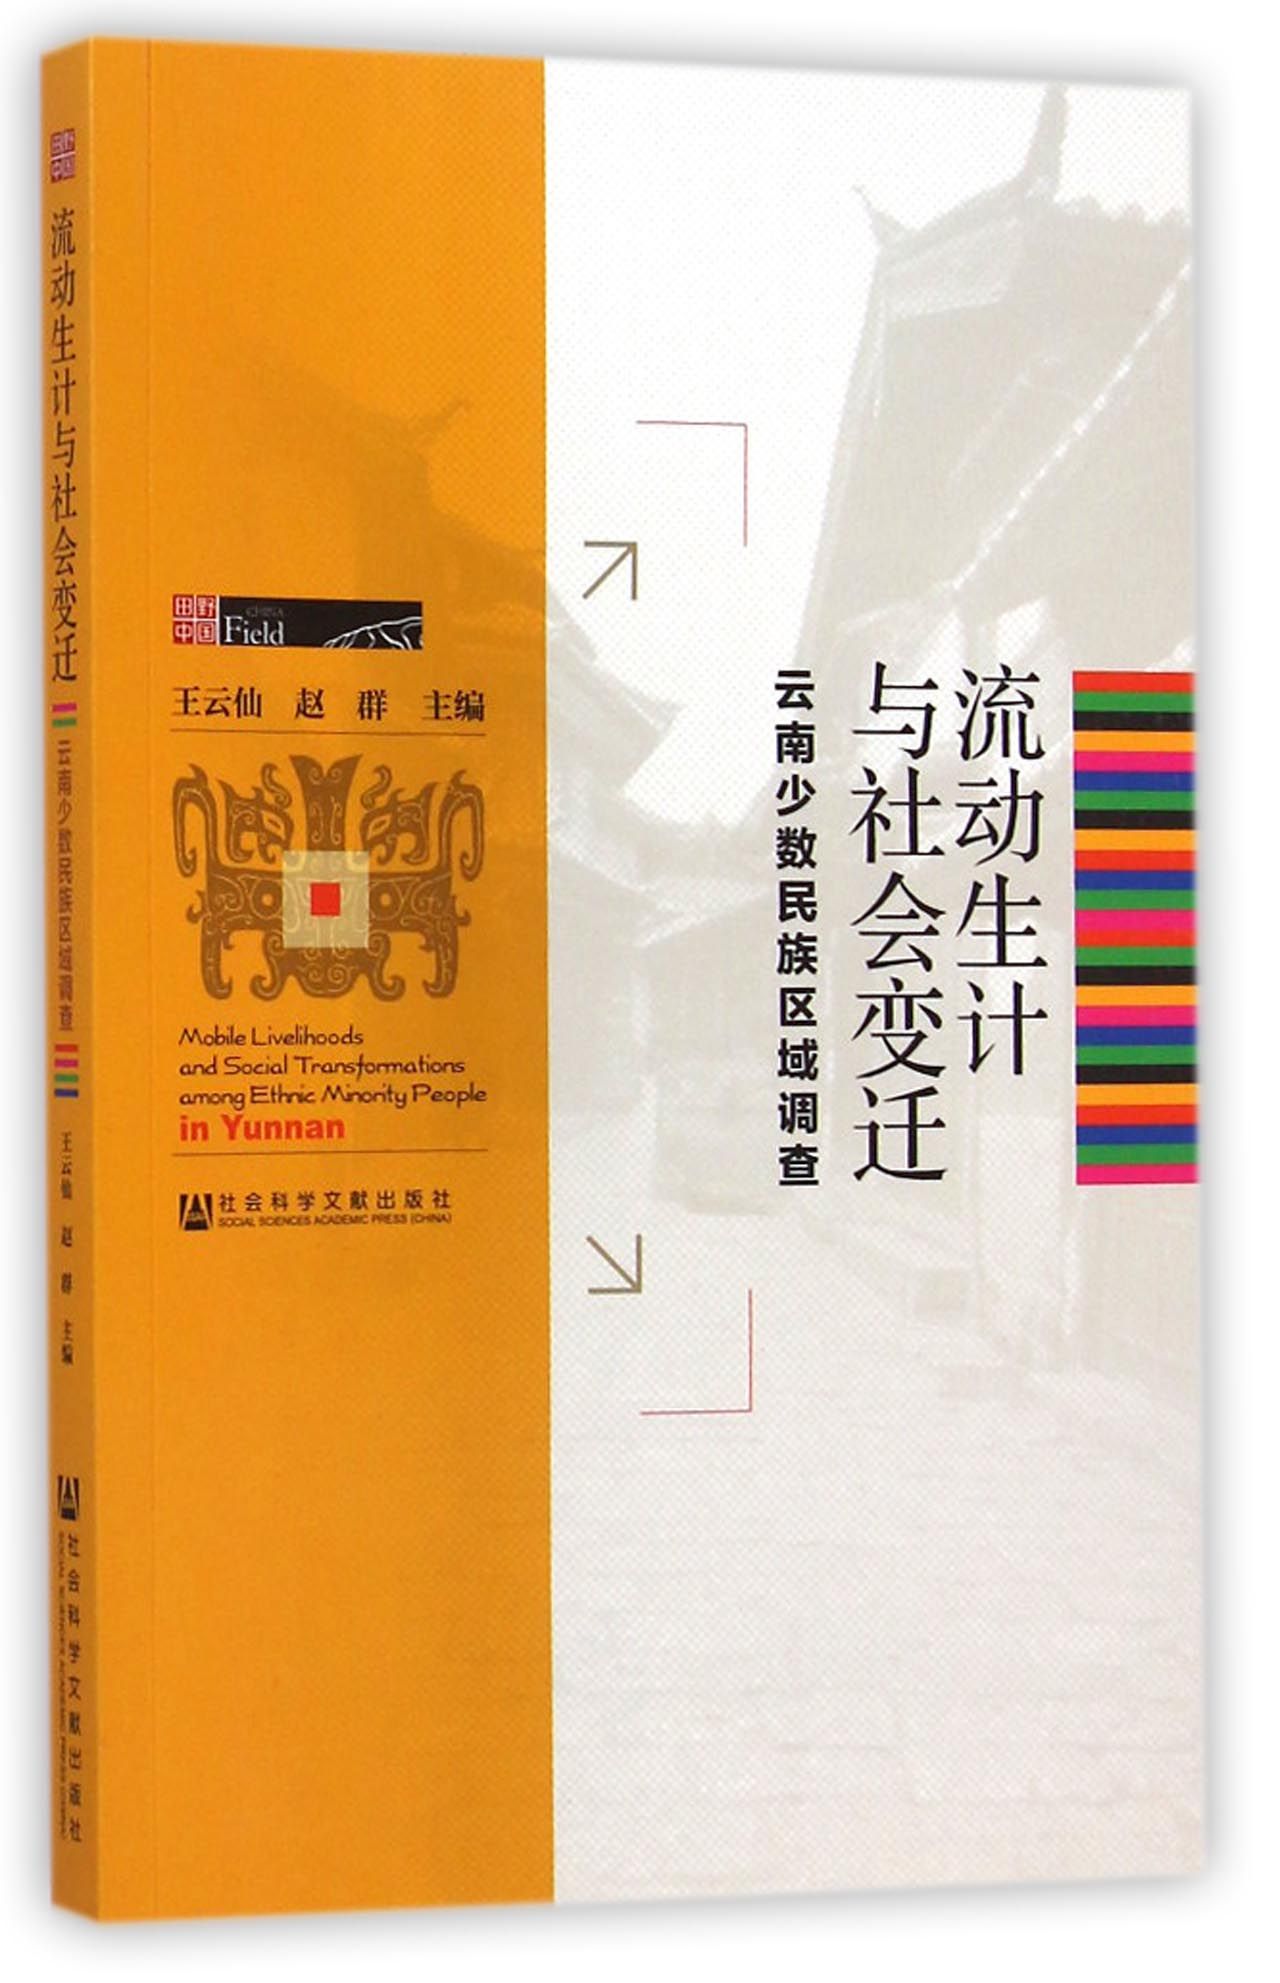 田野
中国
流动生计与社会变迁
云南少数民族区域调查
王云仙 赵 群 主编
社会科学文献出版社
田野
中国
CHINA
Field
王云仙 赵 群 主编
Mobile Livelihoods
and Social Transformations
among Ethnic Minority People
in Yunnan
社会科学文献出版社
SOCIAL SCIENCES ACADEMIC PRESS (CHINA)
流动生计
与社会变迁
云南少数民族区域调查